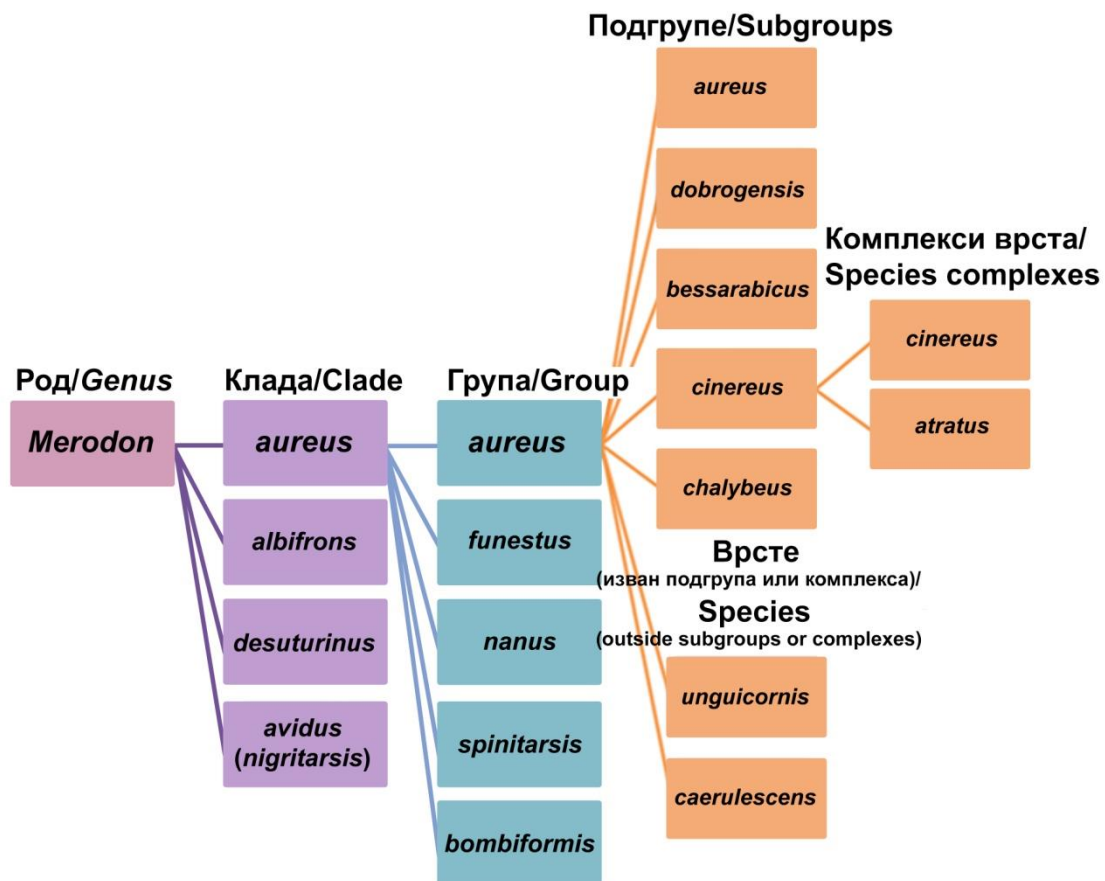 Подгрупе/Subgroups
aureus
dobrogensis
bessarabicus
cinereus
chalybeus
Комплекси врста/
Species complexes
cinereus
atratus
Род/Genus
Merodon
Клада/Clade
aureus
albifrons
desuturinus
avidus
(nigritarsis)
Група/Group
aureus
funestus
nanus
spinitarsis
bombiformis
Врсте
(изван подгрупа или комплекса)/
Species
(outside subgroups or complexes)
unguicornis
caerulescens